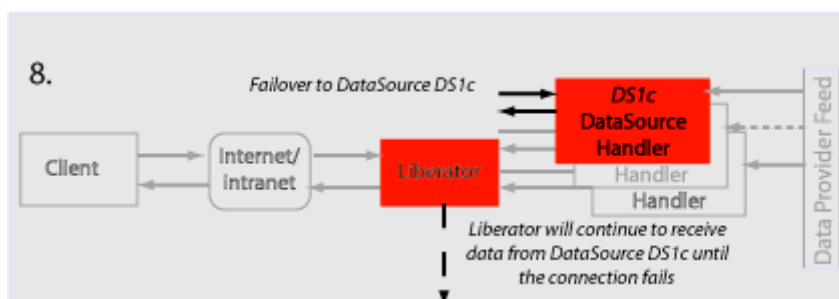 8.
Failover to DataSource DS1c
DS1c
DataSource
Handler
Handler
Handler
Client
Internet/
intranet
Liberator
Data Provider Feed
Liberator will continue to receive
data from DataSource DS1c until
the connection fails